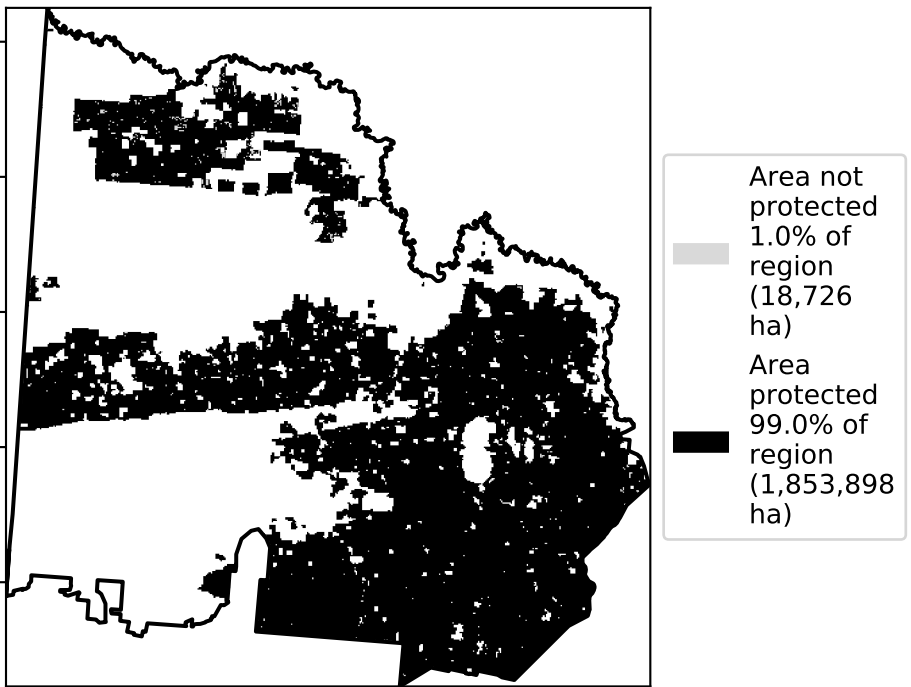 Area not
protected
1.0% of
region
(18,726
ha)
Area
protected
99.0% of
region
(1,853,898
ha)